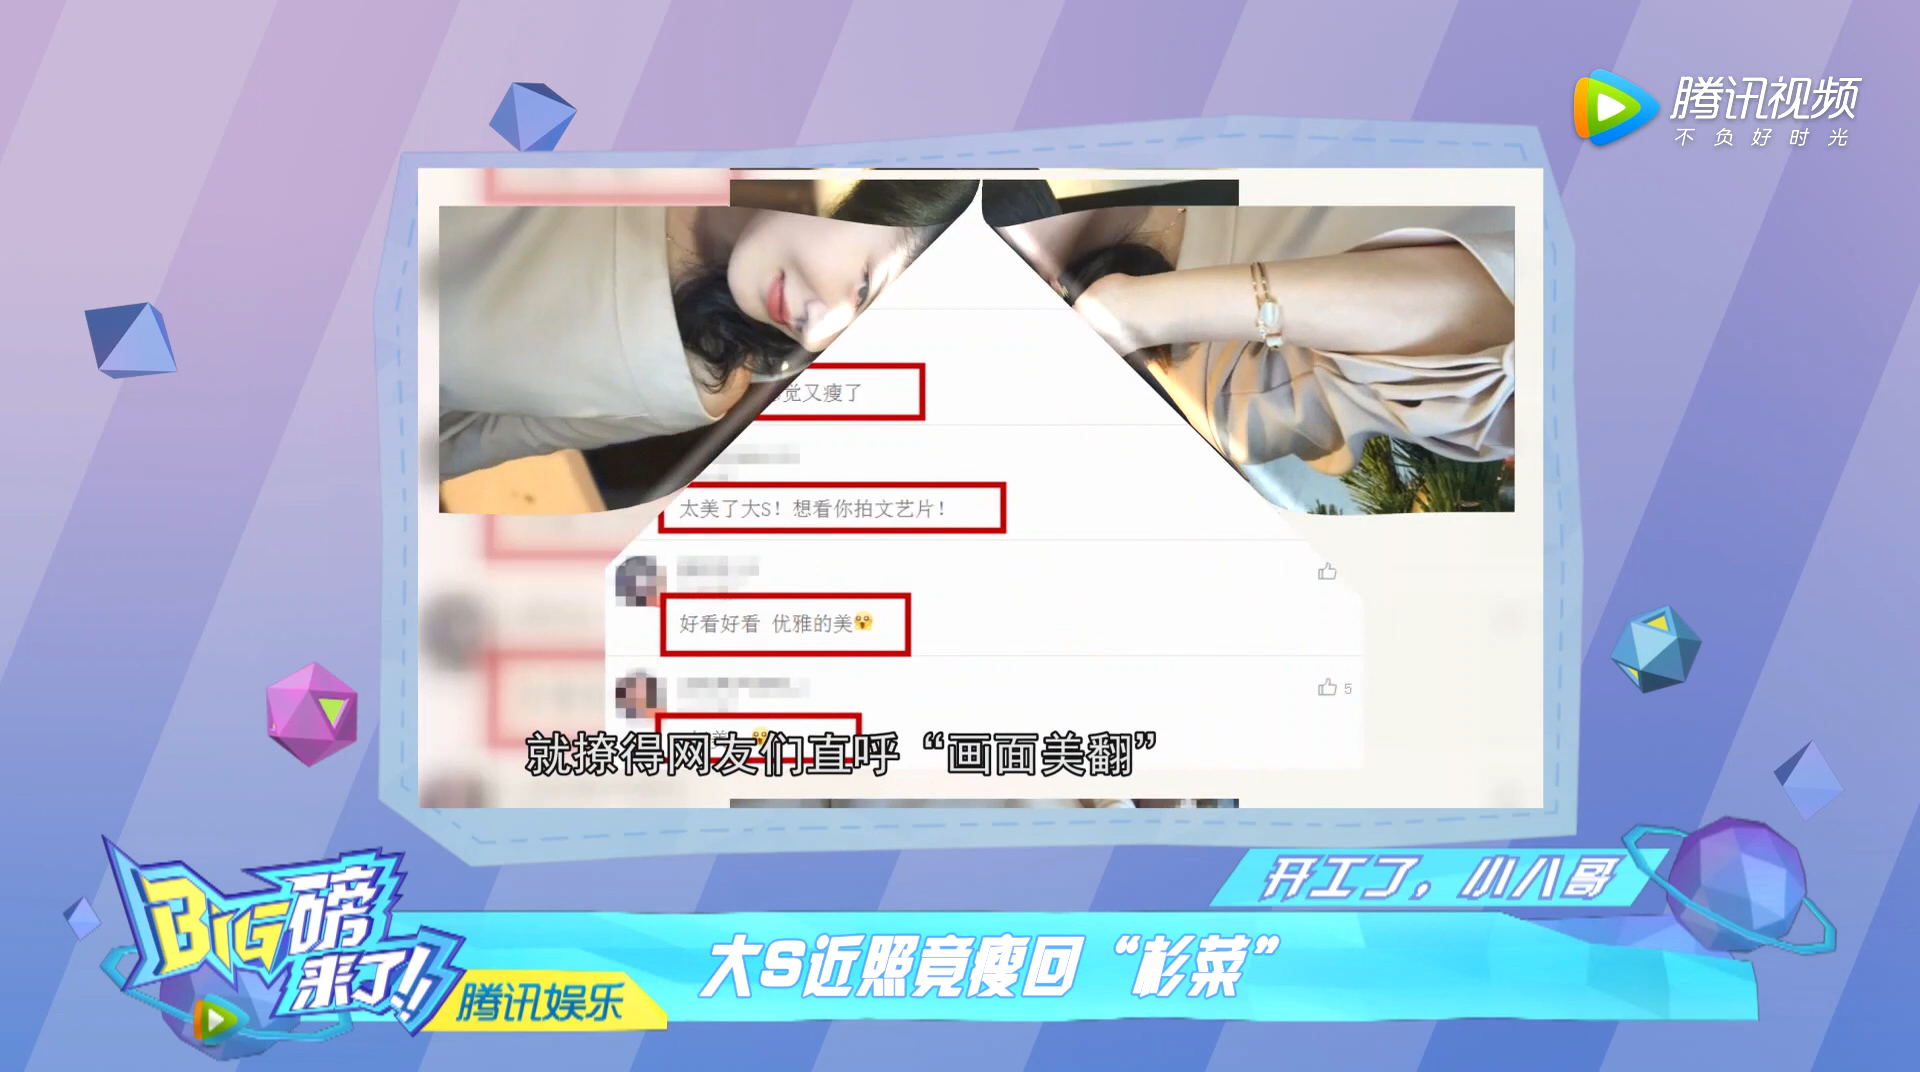 腾讯视频
不负好时光
觉又瘦了
太美了大S！想看你拍文艺片！
好看好看 优雅的美
5
就撩得网友们直呼“画面美翻”
开工了，小八哥
BiG磅来了!!
大S近照竟瘦回“杉菜”
腾讯娱乐